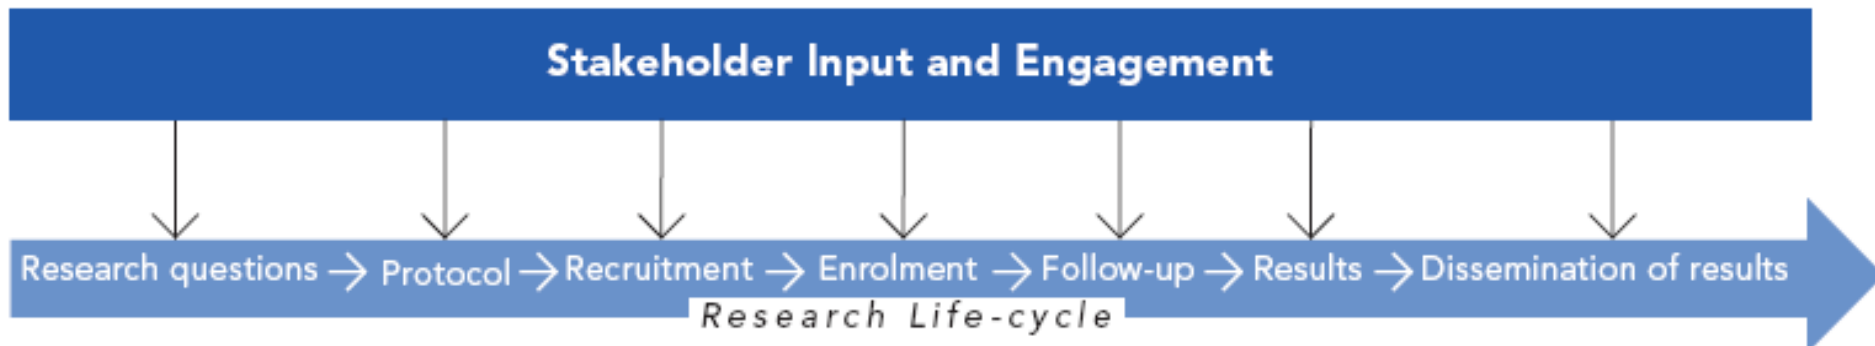 Stakeholder Input and Engagement
Research questions → Protocol → Recruitment → Enrolment → Follow-up → Results → Dissemination of results
Research Life-cycle